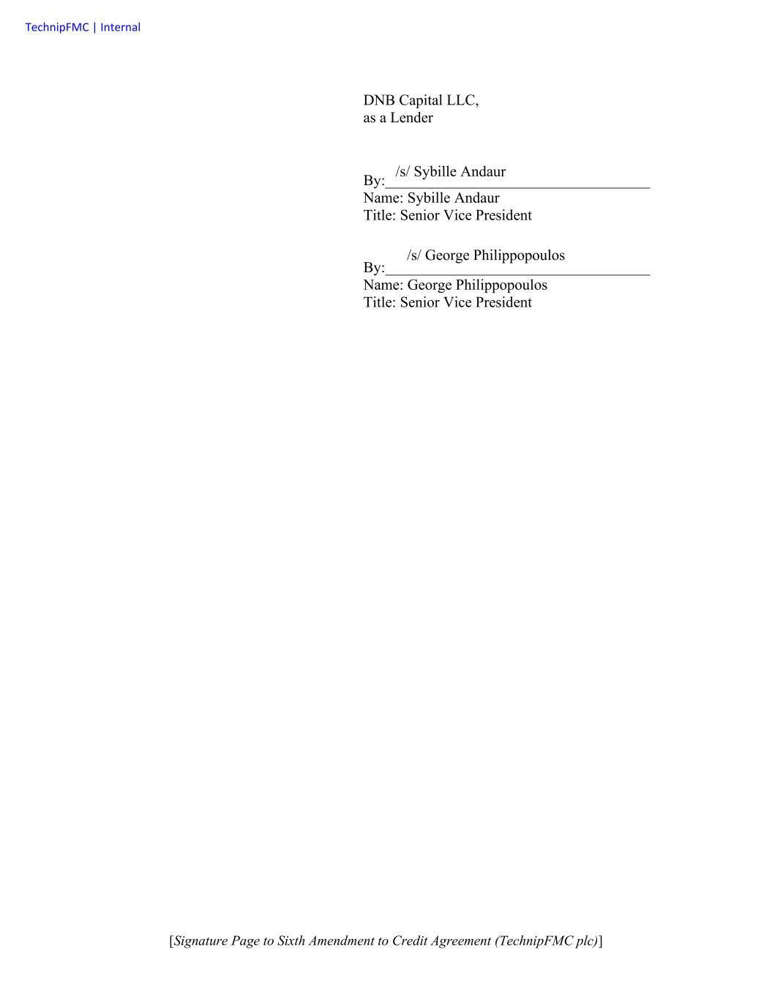 TechnipFMC | Internal
DNB Capital LLC,
as a Lender
/s/ Sybille Andaur
By:
Name: Sybille Andaur
Title: Senior Vice President
/s/ George Philippopoulos
By:
Name: George Philippopoulos
Title: Senior Vice President
[Signature Page to Sixth Amendment to Credit Agreement (TechnipFMC plc)]